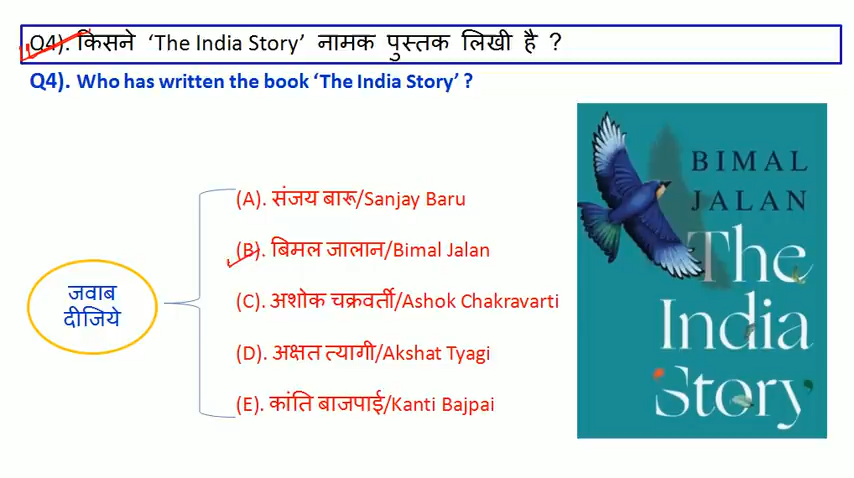 Q4). किसने ‘The India Story’ नामक पुस्तक लिखी है ?
Q4). Who has written the book ‘The India Story’ ?
जवाब
दीजिये
(A). संजय बारू/Sanjay Baru
(B). बिमल जालान/Bimal Jalan
(C). अशोक चक्रवर्ती/Ashok Chakravarti
(D). अक्षत त्यागी/Akshat Tyagi
(E). कांति बाजपाई/Kanti Bajpai
BIMAL
JALAN
The
India
Story